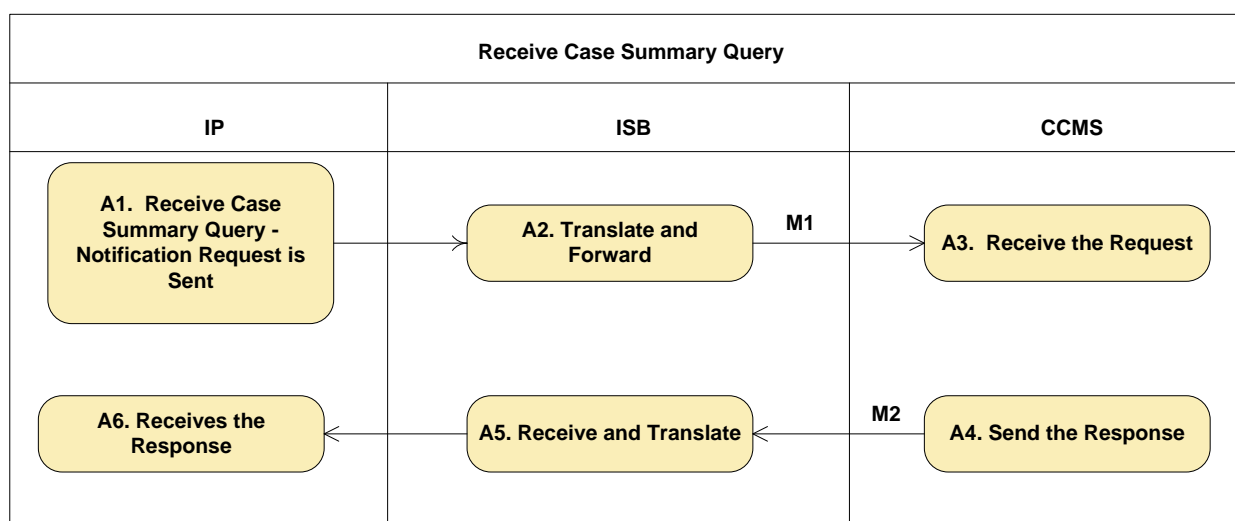 Receive Case Summary Query
IP
ISB
CCMS
A1. Receive Case
Summary Query -
Notification Request is
Sent
A2. Translate and
Forward
M1
A3. Receive the Request
A6. Receives the
Response
A5. Receive and Translate
M2
A4. Send the Response